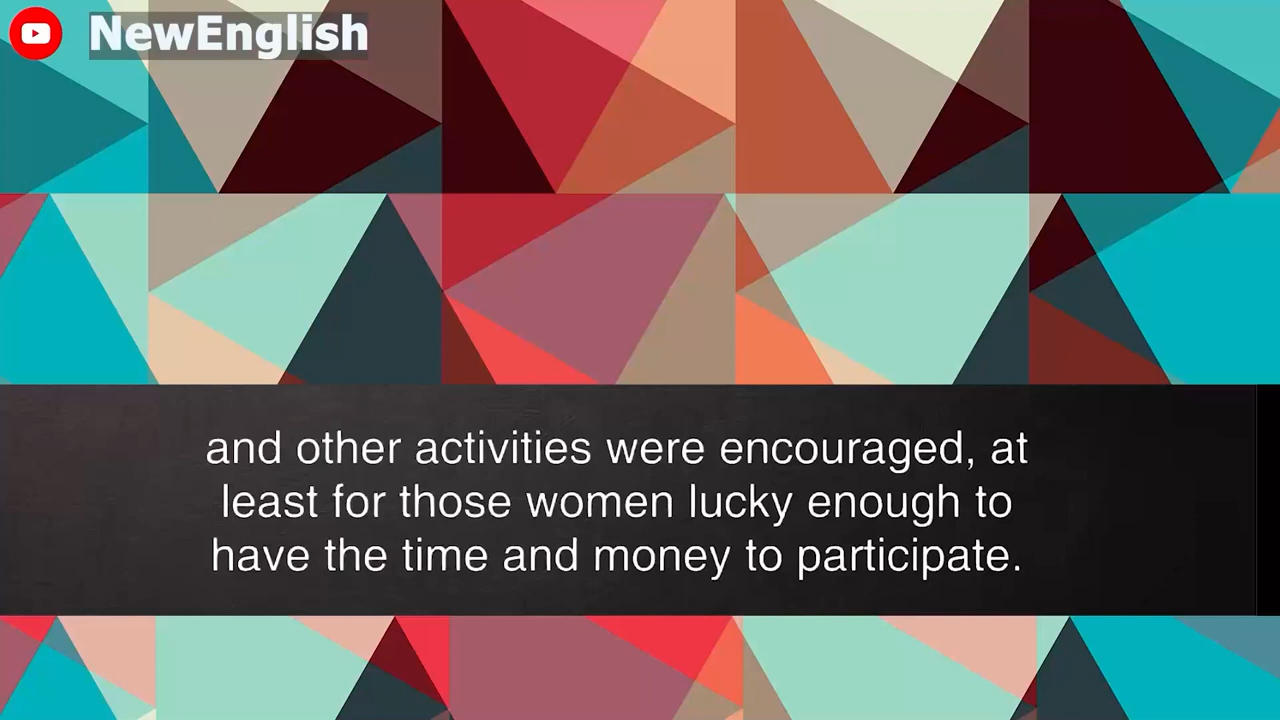 NewEnglish
and other activities were encouraged, at
least for those women lucky enough to
have the time and money to participate.